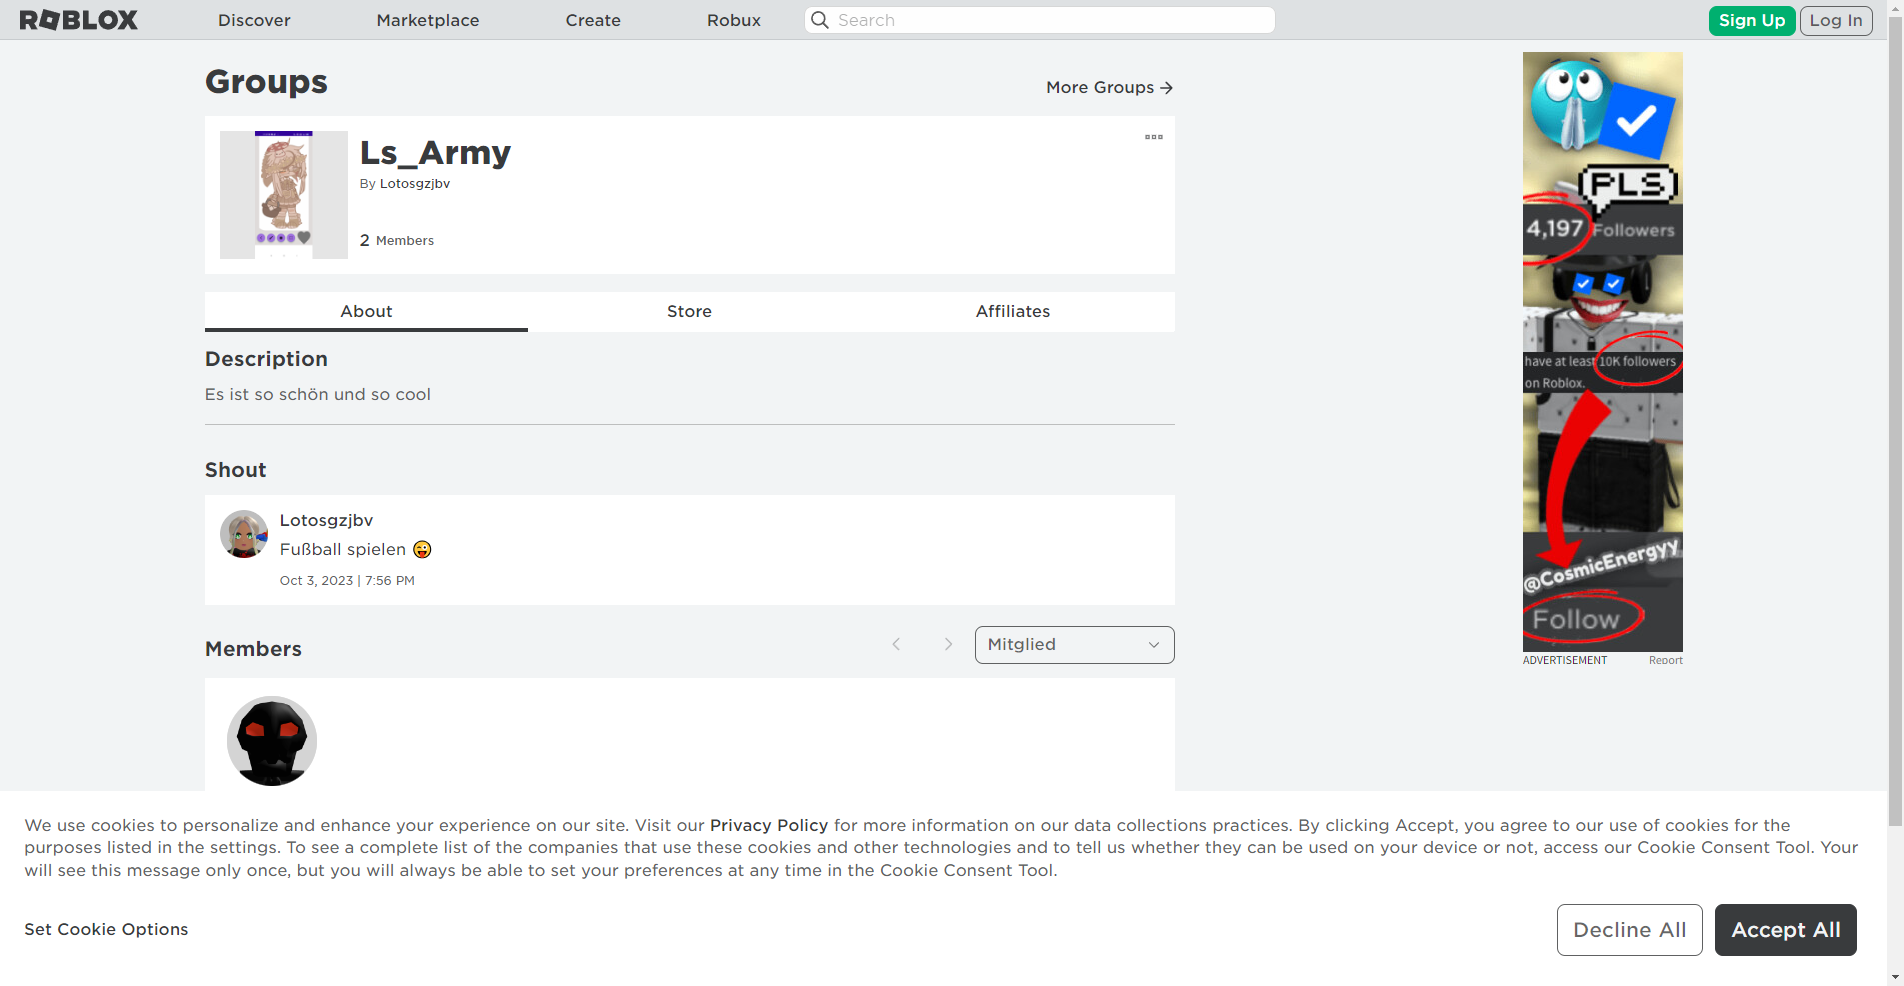 ROBLOX
Discover
Marketplace
Create
Robux
Search
Sign Up
Log In
Groups
More Groups
Ls_Army
By Lotosgzjbv
2 Members
About
Store
Affiliates
Description
Es ist so schön und so cool
Shout
Lotosgzjbv
Fußball spielen 😜
Oct 3, 2023 | 7:56 PM
Members
Mitglied
PLS
4,197 Followers
have at least 10K followers
on Roblox.
@CosmicEnergyy
Follow
ADVERTISEMENT
Report
We use cookies to personalize and enhance your experience on our site. Visit our Privacy Policy for more information on our data collections practices. By clicking Accept, you agree to our use of cookies for the
purposes listed in the settings. To see a complete list of the companies that use these cookies and other technologies and to tell us whether they can be used on your device or not, access our Cookie Consent Tool. Your
will see this message only once, but you will always be able to set your preferences at any time in the Cookie Consent Tool.
Set Cookie Options
Decline All
Accept All